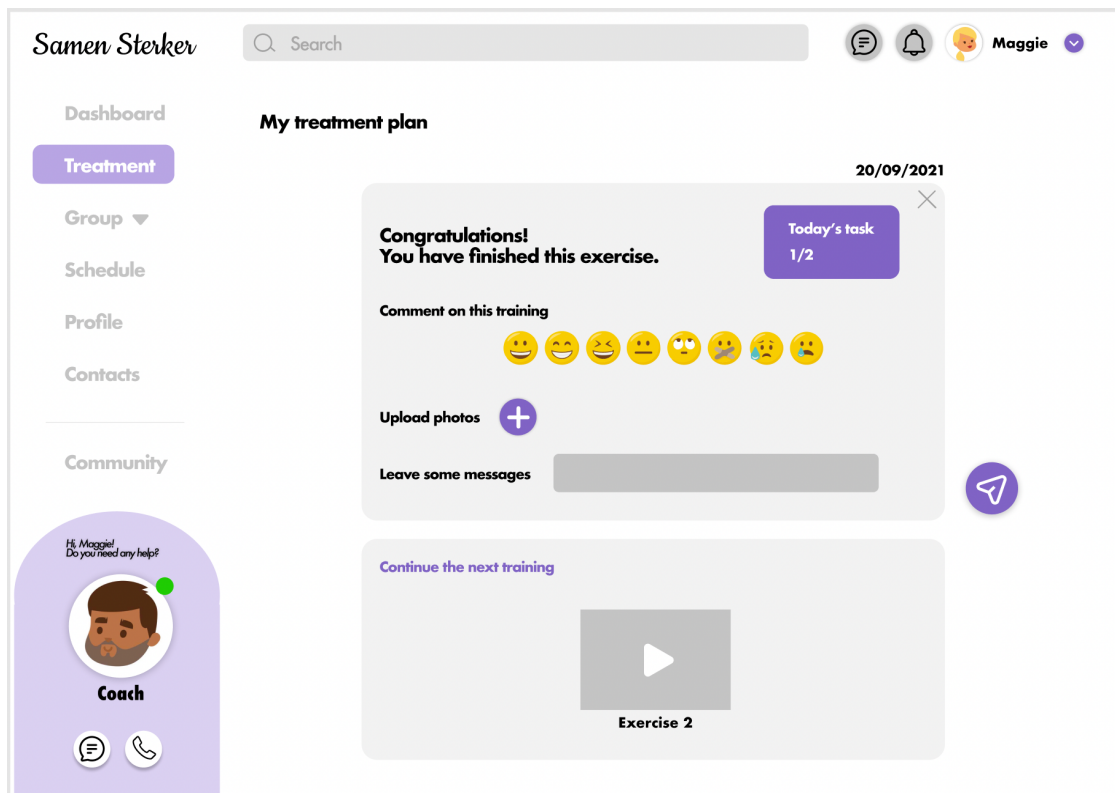 Samen Sterker
Search
Maggie
Dashboard
Treatment
Group
Schedule
Profile
Contacts
Community
Hi, Maggie!
Do you need any help?
Coach
My treatment plan
20/09/2021
Congratulations!
You have finished this exercise.
Today's task
1/2
Comment on this training
Upload photos
Leave some messages
Continue the next training
Exercise 2